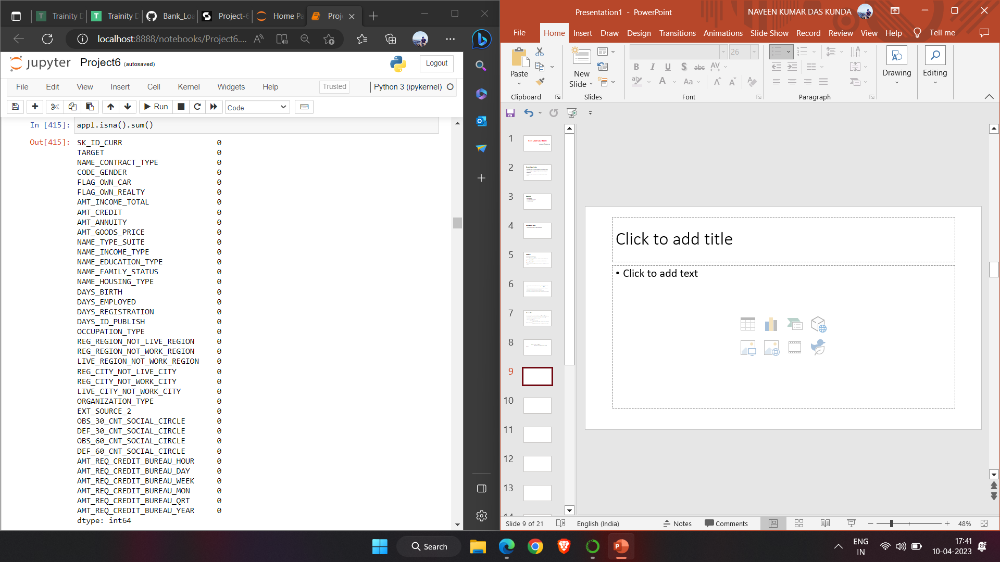 Trainity D
Trainity D
Bank_Loa
Project-6
Home Pa
Proj
localhost:8888/notebooks/Project6....
jupyter Project6 (autosaved)
Logout
File Edit View Insert Cell Kernel Widgets Help Trusted Python 3 (ipykernel)
Run Code
In [415]: appl.isna().sum()
Out[415]: SK_ID_CURR 0
TARGET 0
NAME_CONTRACT_TYPE 0
CODE_GENDER 0
FLAG_OWN_CAR 0
FLAG_OWN_REALTY 0
AMT_INCOME_TOTAL 0
AMT_CREDIT 0
AMT_ANNUITY 0
AMT_GOODS_PRICE 0
NAME_TYPE_SUITE 0
NAME_INCOME_TYPE 0
NAME_EDUCATION_TYPE 0
NAME_FAMILY_STATUS 0
NAME_HOUSING_TYPE 0
DAYS_BIRTH 0
DAYS_EMPLOYED 0
DAYS_REGISTRATION 0
DAYS_ID_PUBLISH 0
OCCUPATION_TYPE 0
REG_REGION_NOT_LIVE_REGION 0
REG_REGION_NOT_WORK_REGION 0
LIVE_REGION_NOT_WORK_REGION 0
REG_CITY_NOT_LIVE_CITY 0
REG_CITY_NOT_WORK_CITY 0
LIVE_CITY_NOT_WORK_CITY 0
ORGANIZATION_TYPE 0
EXT_SOURCE_2 0
OBS_30_CNT_SOCIAL_CIRCLE 0
DEF_30_CNT_SOCIAL_CIRCLE 0
OBS_60_CNT_SOCIAL_CIRCLE 0
DEF_60_CNT_SOCIAL_CIRCLE 0
AMT_REQ_CREDIT_BUREAU_HOUR 0
AMT_REQ_CREDIT_BUREAU_DAY 0
AMT_REQ_CREDIT_BUREAU_WEEK 0
AMT_REQ_CREDIT_BUREAU_MON 0
AMT_REQ_CREDIT_BUREAU_QRT 0
AMT_REQ_CREDIT_BUREAU_YEAR 0
dtype: int64
Presentation1 - PowerPoint
NAVEEN KUMAR DAS KUNDA
File Home Insert Draw Design Transitions Animations Slide Show Record Review View Help Tell me
Paste
New
Slide
26
B I U S abc AV
A Aa A A
Drawing
Editing
Clipboard Slides Font Paragraph
1
2
3
4
5
6
7
8
9
10
11
12
13
14
Click to add title
• Click to add text
Slide 9 of 21 English (India) Notes Comments 48%
Search
ENG
IN
17:41
10-04-2023